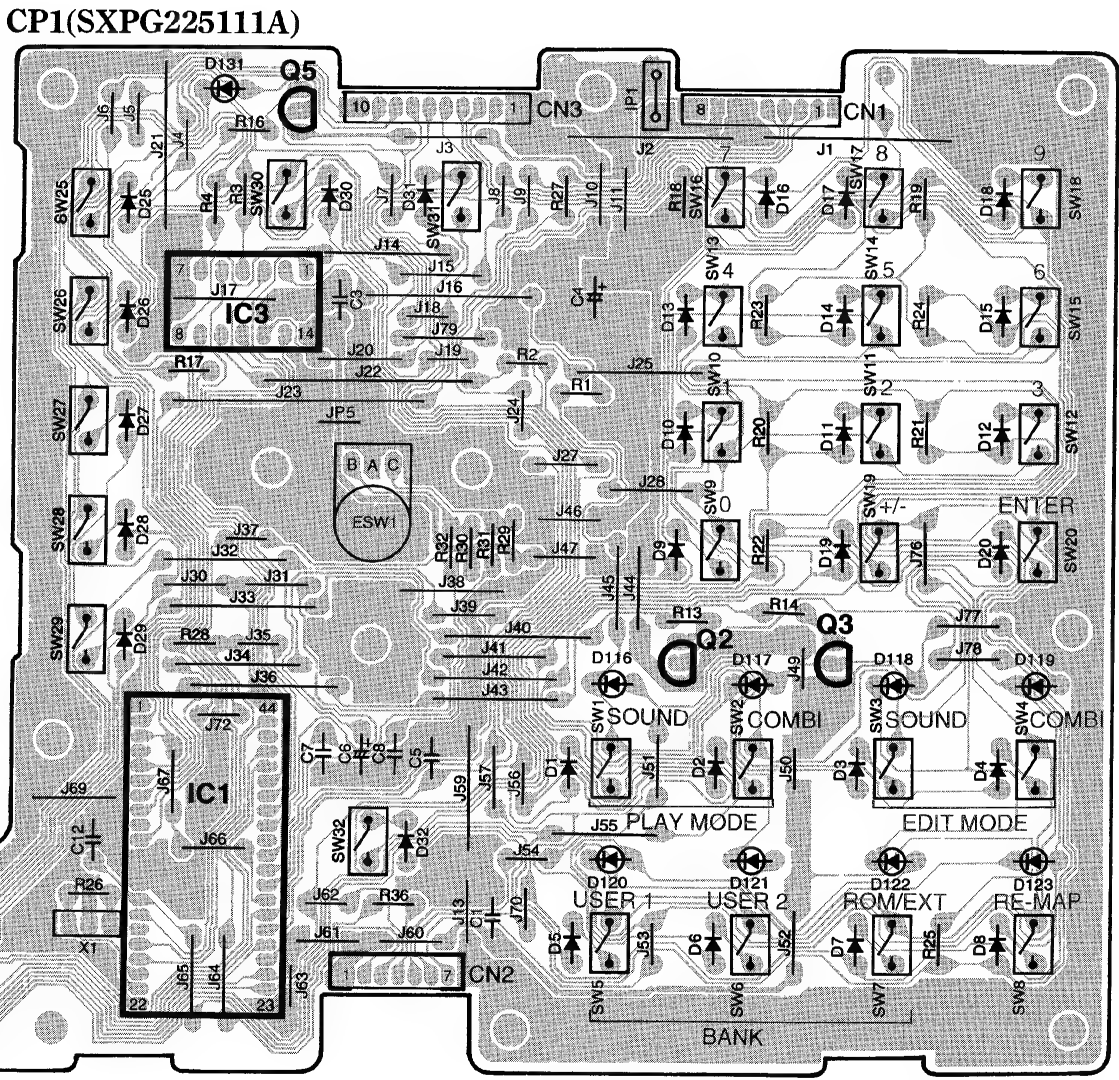 CP1(SXPG225111A)
D131
Q5
10 1 CN3
JP1
8 1 CN1
J6
J5
J21
J4
R16
J3
J2
J1
7
8
9
SW25
D25
R4
R3
SW30
D30
J7
D31
SW31
J8
J9
R27
J10
J11
R18
SW16
D16
D17
SW17
R19
D18
SW18
7 1
J17
IC3
8 14
J14
J15
J16
J18
J79
C3
C4 +
SW13
4
SW14
5
6
SW26
D26
D13
R23
D14
R24
D15
SW15
R17
J20
J19
R2
J22
J25
J23
R1
J24
JP5
SW10
1
SW11
2
3
SW27
D27
D10
R20
D11
R21
D12
SW12
B A C
ESW1
J27
J28
J46
J47
SW9
0
SW19
+/-
ENTER
SW28
D28
J37
J32
R32
R30
R31
R29
D9
R22
D19
J76
D20
SW20
J30
J31
J33
J38
J39
J45
J44
R13
R14
SW29
D29
R28
J35
J34
J36
J40
J41
J42
J43
Q2
Q3
J77
J78
D116
D117
J49
D118
D119
1 44
J72
SW1
SOUND
SW2
COMBI
SW3
SOUND
SW4
COMBI
J67
IC1
C7
C6
C8
C5
J59
J57
J56
D1
J51
D2
J50
D3
D4
J69
PLAY MODE
EDIT MODE
C12
J66
SW32
D32
J55
J54
D120
D121
D122
D123
USER 1
USER 2
ROM/EXT
RE-MAP
R26
X1
J62
R36
J13
C1
J70
J61
J60
D5
J53
D6
J52
D7
R25
D8
J65
J64
J63
1 7 CN2
22 23
SW5
SW6
SW7
SW8
BANK